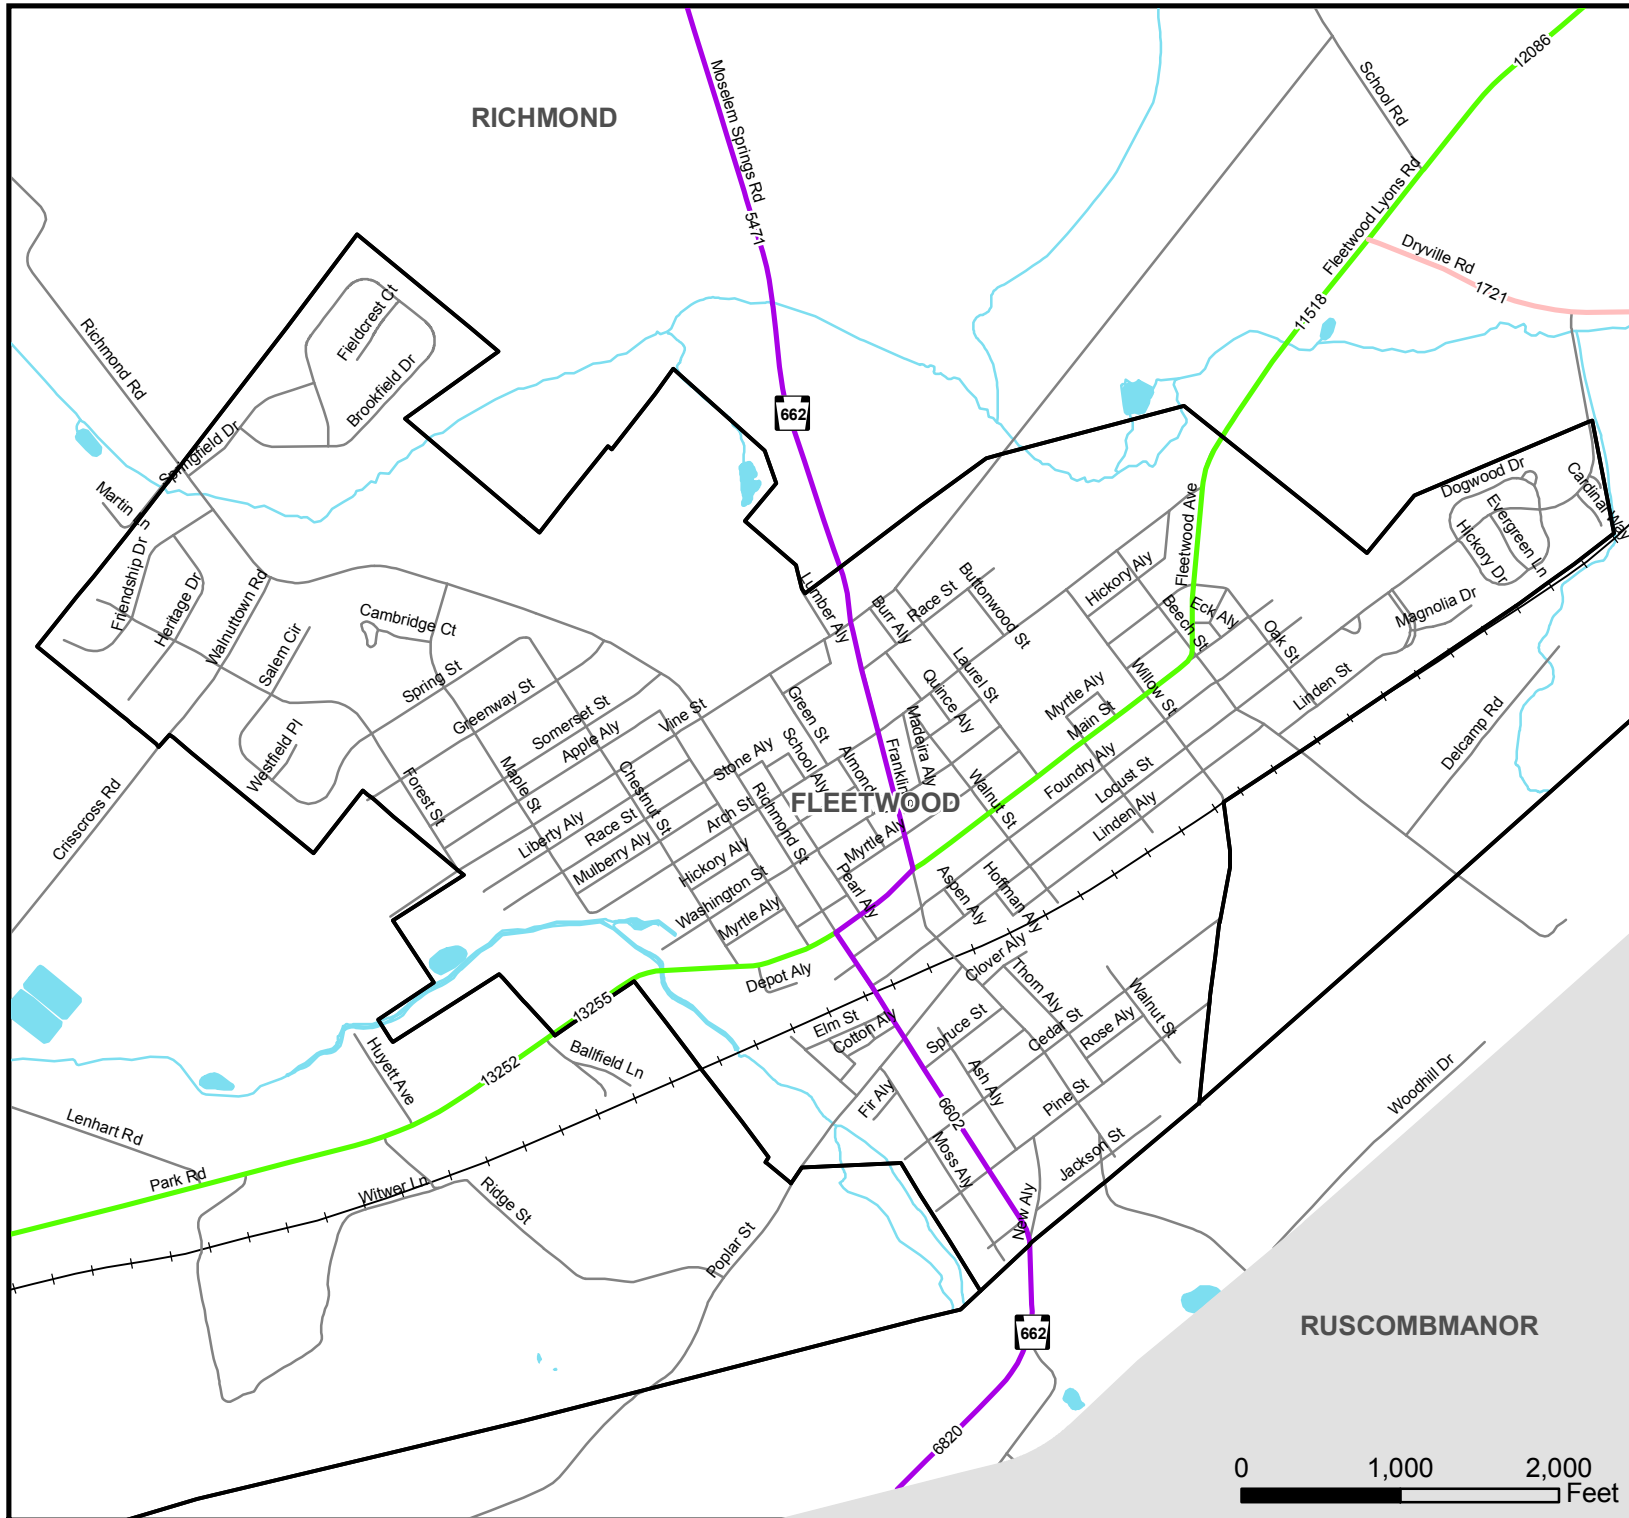 12086
School Rd
Moselem Springs Rd
RICHMOND
Fleetwood Lyons Rd
5471
Dryville Rd
1721
11518
Fieldcrest Ct
Richmond Rd
Brookfield Dr
662
Springfield Dr
Martin Ln
Dogwood Dr
Cardinal Way
Evergreen Ln
Hickory Dr
Fleetwood Ave
Friendship Dr
Heritage Dr
Walnuttown Rd
Lumber Aly
Burr Aly
Race St
Buttonwood St
Hickory Aly
Beech St
Eck Aly
Magnolia Dr
Cambridge Ct
Salem Cir
Oak St
Spring St
Greenway St
Laurel St
Quince Aly
Willow St
Linden St
Myrtle Aly
Main St
Somerset St
Apple Aly
Vine St
Green St
Madeira Aly
Franklin
Delcamp Rd
Westfield Pl
Stone Aly
School Aly
Almond
Foundry Aly
Locust St
Forest St
Maple St
Chestnut St
Richmond St
FLEETWOOD
Walnut St
Linden Aly
Crisscross Rd
Liberty Aly
Race St
Arch St
Mulberry Aly
Myrtle Aly
Hickory Aly
Washington St
Pearl Aly
Aspen Aly
Hoffman Aly
Myrtle Aly
Clover Aly
Depot Aly
Thorn Aly
Walnut St
13255
Elm St
Cotton Aly
Spruce St
Cedar St
Rose Aly
Huyett Ave
Ballfield Ln
13252
Ash Aly
Fir Aly
6602
Pine St
Woodhill Dr
Lenhart Rd
Moss Aly
Jackson St
Park Rd
Witwer Ln
Ridge St
New Aly
Poplar St
662
RUSCOMBMANOR
6820
0 1,000 2,000
Feet